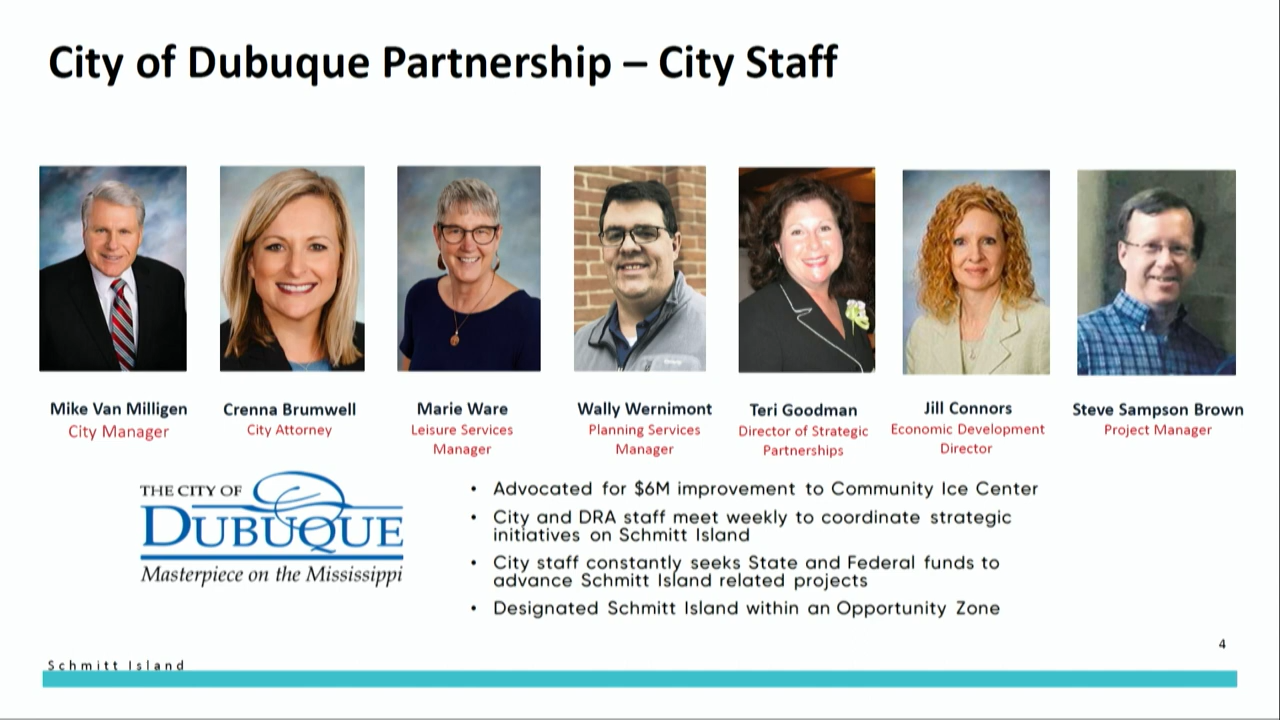 City of Dubuque Partnership – City Staff
Mike Van Milligen
City Manager
Crenna Brumwell
City Attorney
Marie Ware
Leisure Services
Manager
Wally Wernimont
Planning Services
Manager
Teri Goodman
Director of Strategic
Partnerships
Jill Connors
Economic Development
Director
Steve Sampson Brown
Project Manager
THE CITY OF
DUBUQUE
Masterpiece on the Mississippi
• Advocated for $6M improvement to Community Ice Center
• City and DRA staff meet weekly to coordinate strategic
initiatives on Schmitt Island
• City staff constantly seeks State and Federal funds to
advance Schmitt Island related projects
• Designated Schmitt Island within an Opportunity Zone
4
Schmitt Island